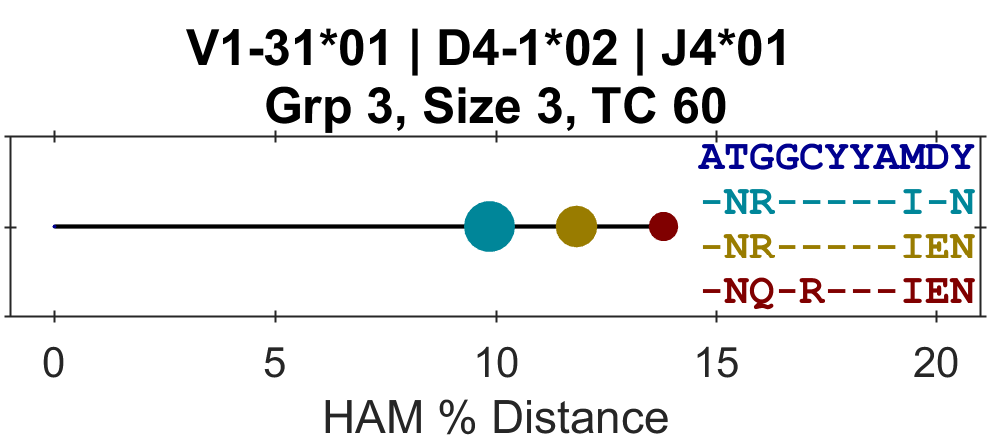 V1-31*01 | D4-1*02 | J4*01
Grp 3, Size 3, TC 60
ATGGCYYAMDY
-NR-----I-N
-NR-----IEN
-NQ-R---IEN
0 5 10 15 20
HAM % Distance